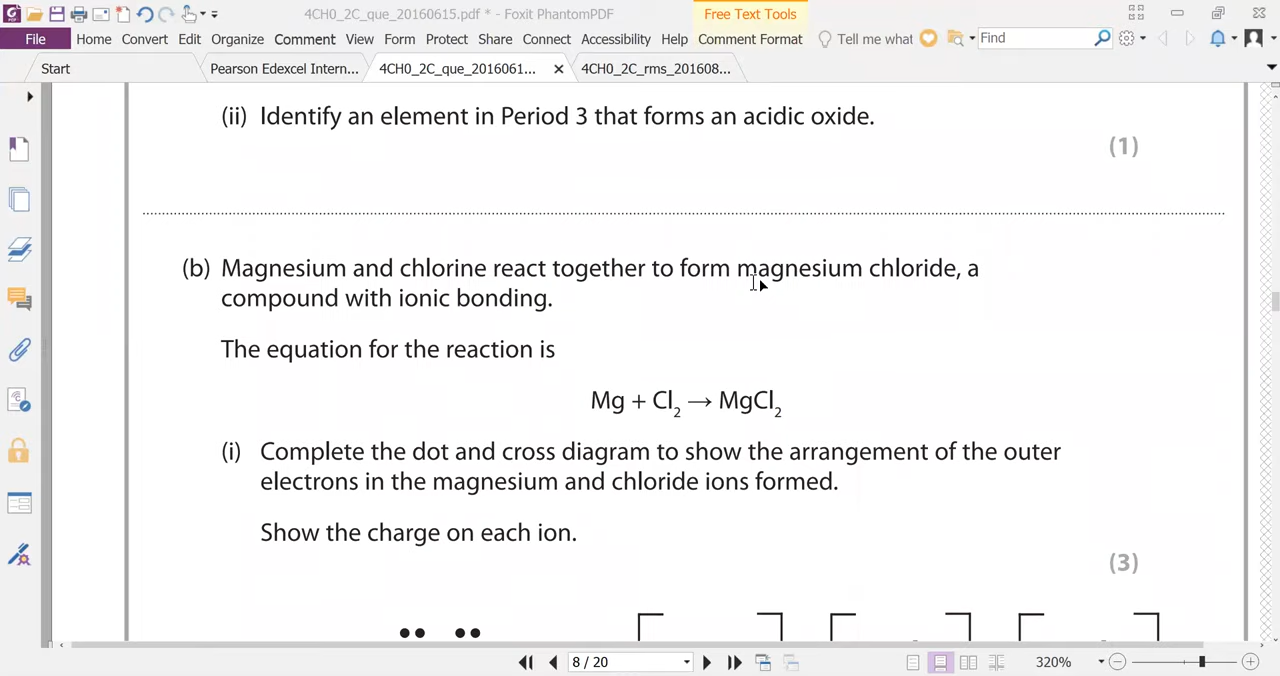 4CH0_2C_que_20160615.pdf * - Foxit PhantomPDF
Free Text Tools
File Home Convert Edit Organize Comment View Form Protect Share Connect Accessibility Help Comment Format Tell me what Find
Start Pearson Edexcel Intern... 4CH0_2C_que_2016061... 4CH0_2C_rms_201608...
(ii) Identify an element in Period 3 that forms an acidic oxide.
(1)
(b) Magnesium and chlorine react together to form magnesium chloride, a
compound with ionic bonding.
The equation for the reaction is
Mg + Cl₂ → MgCl₂
(i) Complete the dot and cross diagram to show the arrangement of the outer
electrons in the magnesium and chloride ions formed.
Show the charge on each ion.
(3)
8 / 20 320%